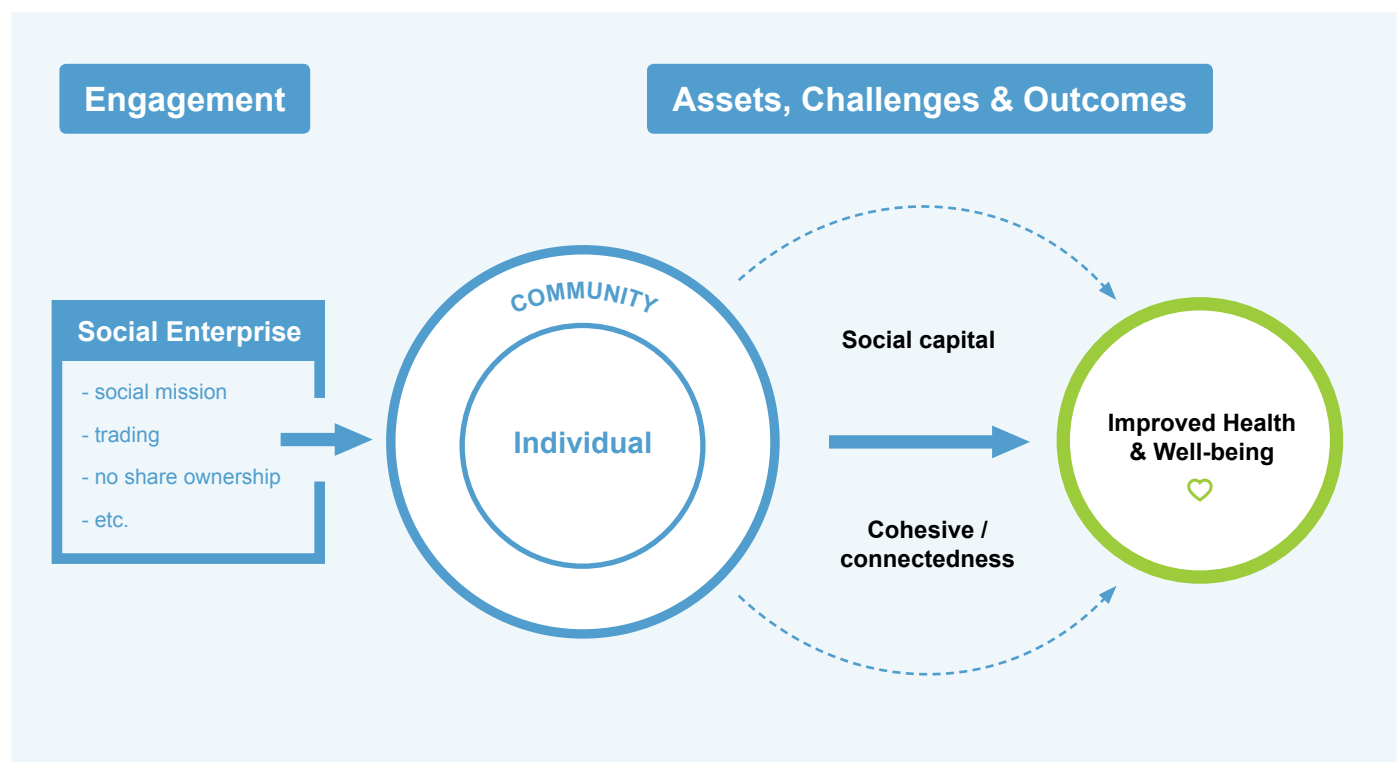 Engagement
Assets, Challenges & Outcomes
Social Enterprise
- social mission
- trading
- no share ownership
- etc.
COMMUNITY
Individual
Social capital
Cohesive /
connectedness
Improved Health
& Well-being